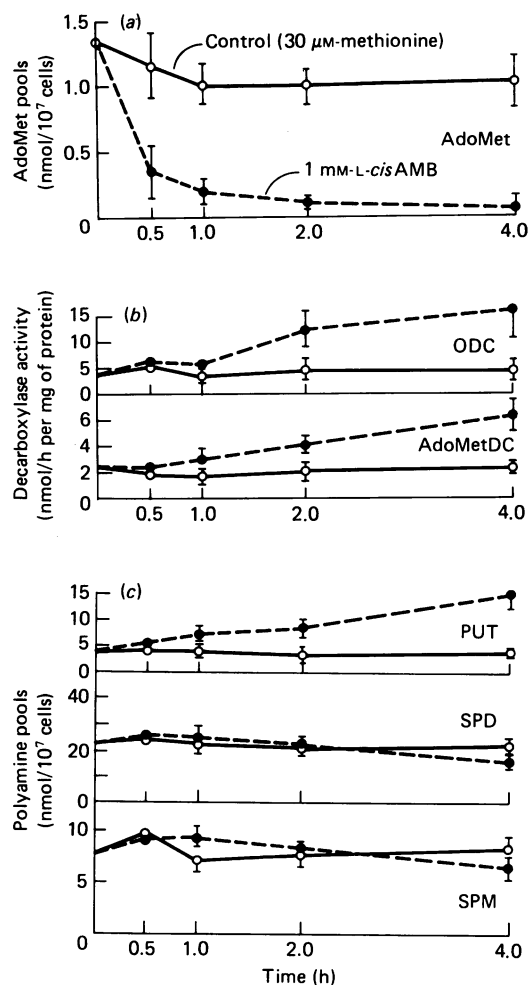 (a)
1.5
1.0
0.5
0
AdoMet pools
(nmol/10⁷ cells)
Control (30 μM-methionine)
AdoMet
1 mM-L-cis AMB
0.5 1.0 2.0 4.0
(b)
15
10
5
0
ODC
6
4
2
0
AdoMetDC
Decarboxylase activity
(nmol/h per mg of protein)
0.5 1.0 2.0 4.0
(c)
15
10
5
0
PUT
40
20
0
SPD
10
5
SPM
Polyamine pools
(nmol/10⁷ cells)
0.5 1.0 2.0 4.0
Time (h)